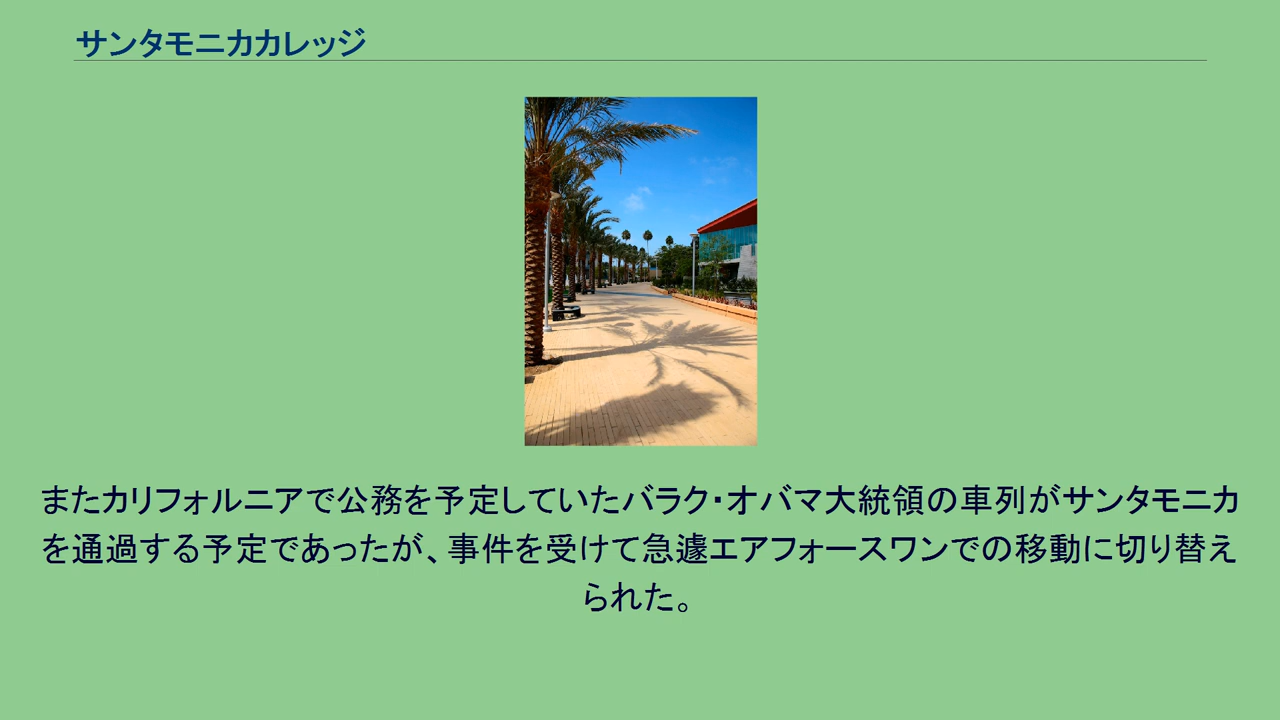 サンタモニカカレッジ
またカリフォルニアで公務を予定していたバラク・オバマ大統領の車列がサンタモニカ
を通過する予定であったが、事件を受けて急遽エアフォースワンでの移動に切り替え
られた。